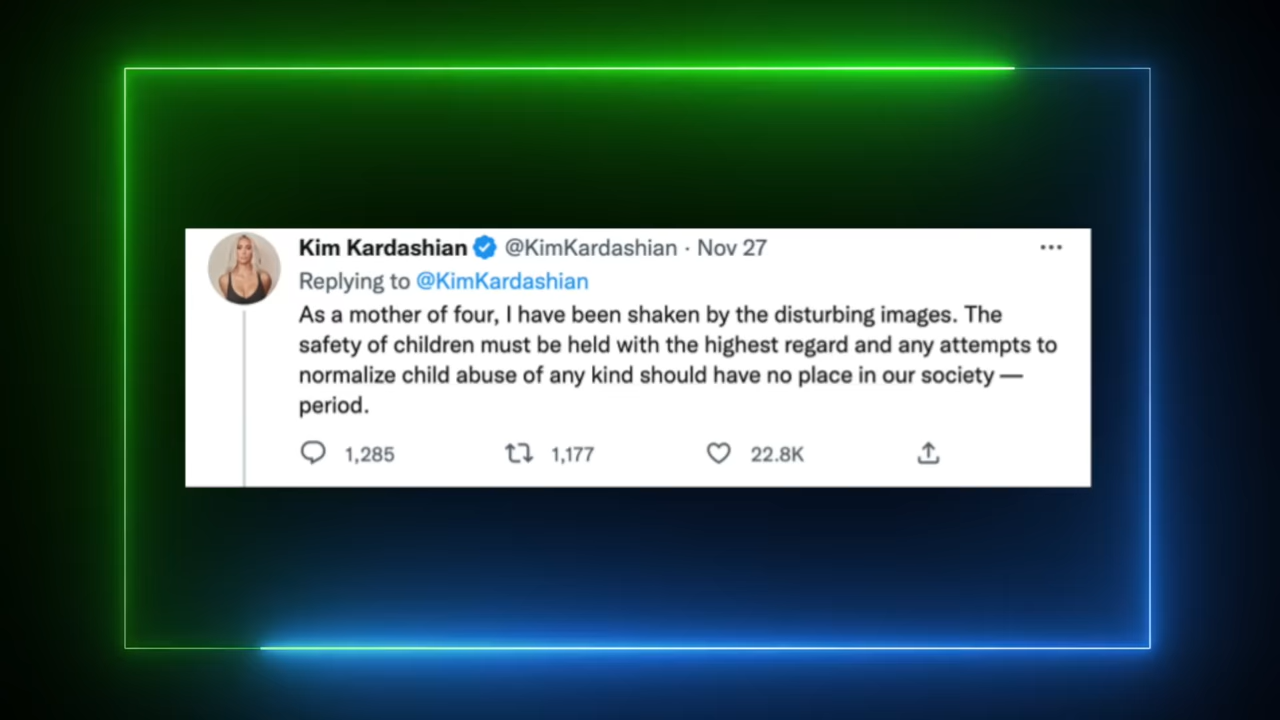 Kim Kardashian @KimKardashian · Nov 27
Replying to @KimKardashian
As a mother of four, I have been shaken by the disturbing images. The
safety of children must be held with the highest regard and any attempts to
normalize child abuse of any kind should have no place in our society —
period.
1,285 1,177 22.8K